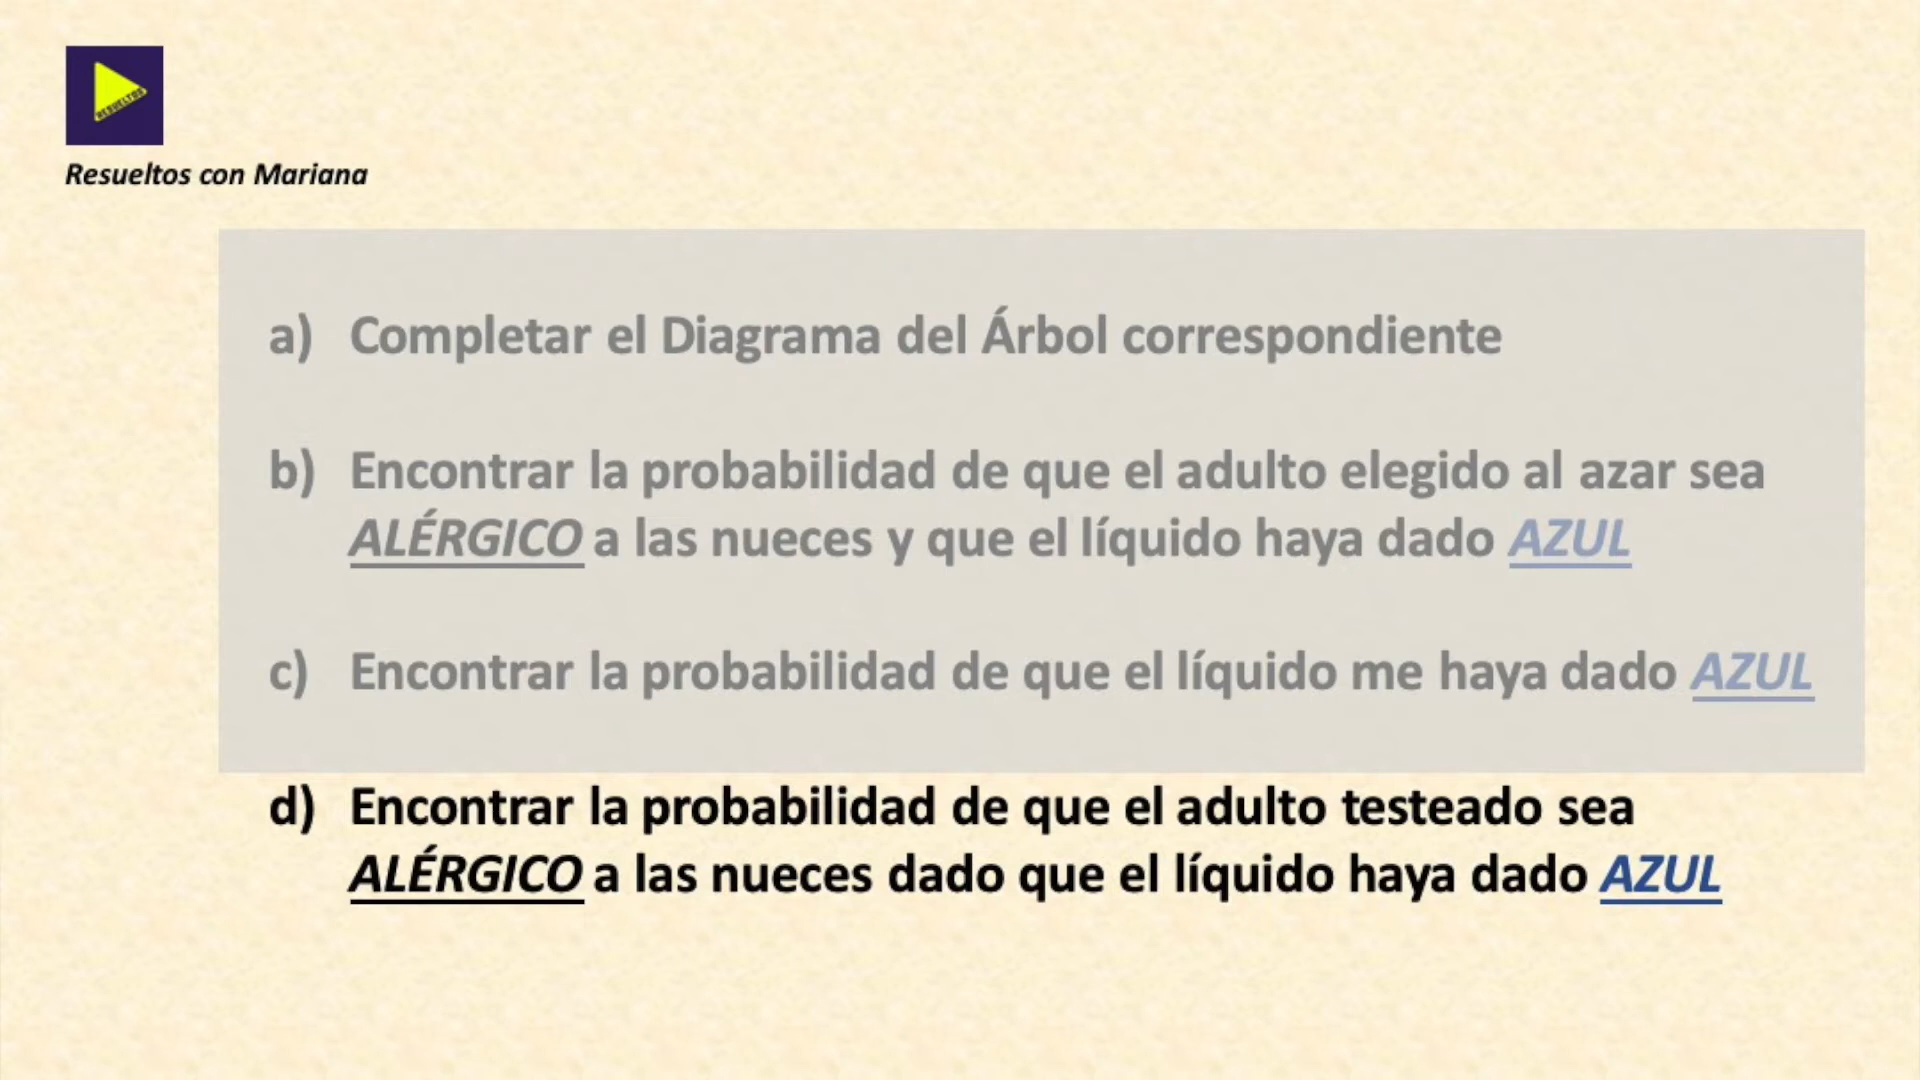 RESUELTOS
Resueltos con Mariana
a) Completar el Diagrama del Árbol correspondiente
b) Encontrar la probabilidad de que el adulto elegido al azar sea
ALÉRGICO a las nueces y que el líquido haya dado AZUL
c) Encontrar la probabilidad de que el líquido me haya dado AZUL
d) Encontrar la probabilidad de que el adulto testeado sea
ALÉRGICO a las nueces dado que el líquido haya dado AZUL